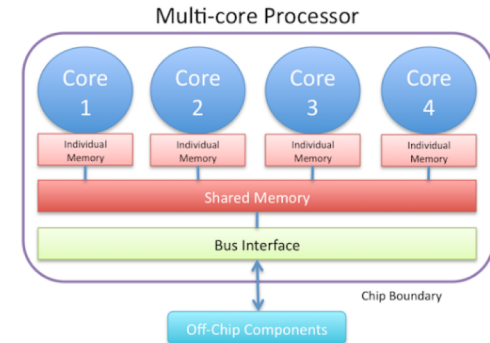 Multi-core Processor
Core
1
Core
2
Core
3
Core
4
Individual
Memory
Individual
Memory
Individual
Memory
Individual
Memory
Shared Memory
Bus Interface
Chip Boundary
Off-Chip Components